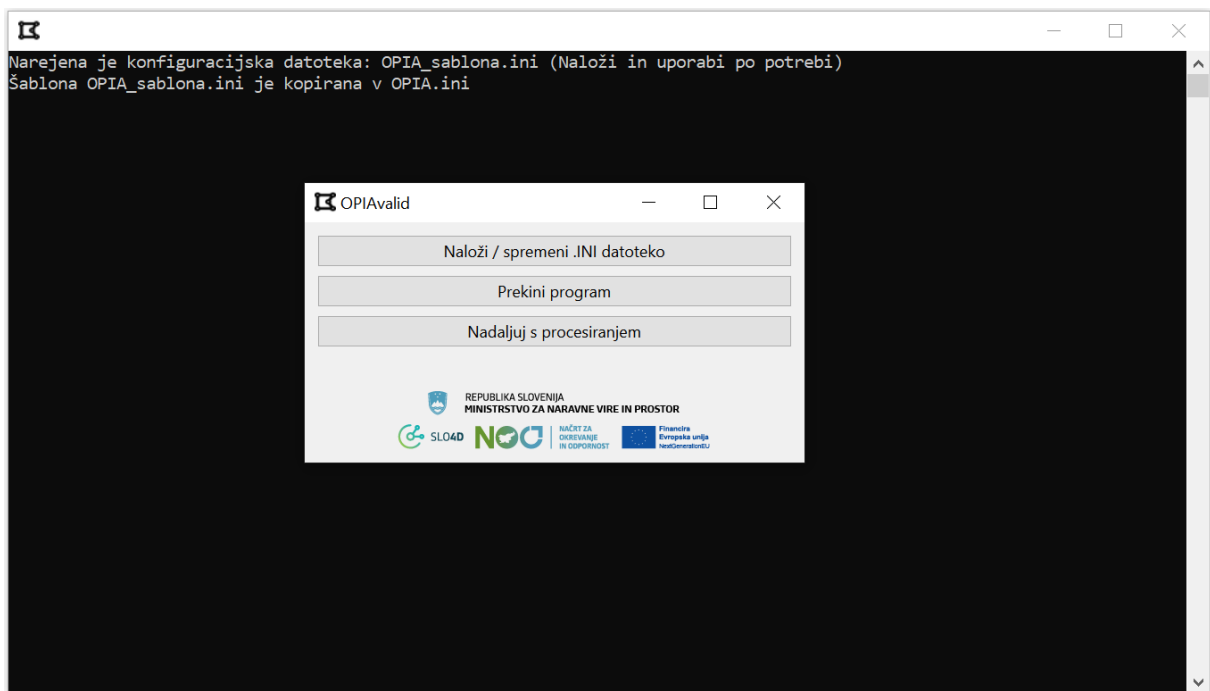 Narejena je konfiguracijska datoteka: OPIA_sablona.ini (Naloži in uporabi po potrebi)
Šablona OPIA_sablona.ini je kopirana v OPIA.ini
OPIAvalid
Naloži / spremeni .INI datoteko
Prekini program
Nadaljuj s procesiranjem
REPUBLIKA SLOVENIJA
MINISTRSTVO ZA NARAVNE VIRE IN PROSTOR
SLO4D
NOO
NAČRT ZA
OKREVANJE
IN ODPORNOST
Financira
Evropska unija
NextGenerationEU